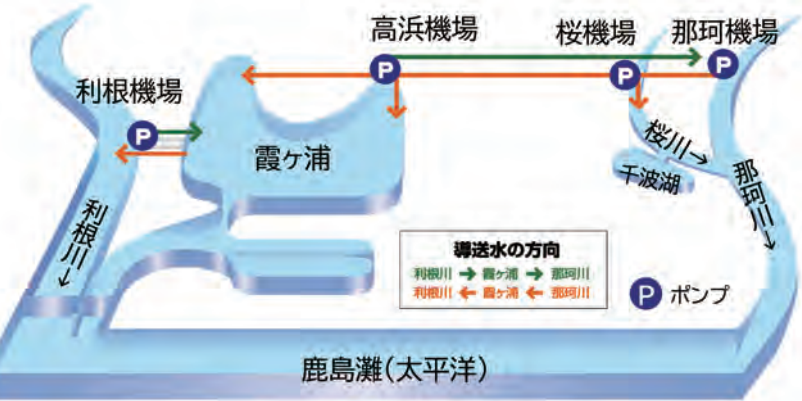 高浜機場
桜機場
那珂機場
P
P
P
利根機場
P
霞ヶ浦
桜川→
千波湖
那珂川→
利根川→
導送水の方向
利根川 → 霞ヶ浦 → 那珂川
利根川 ← 霞ヶ浦 ← 那珂川
P ポンプ
鹿島灘(太平洋)